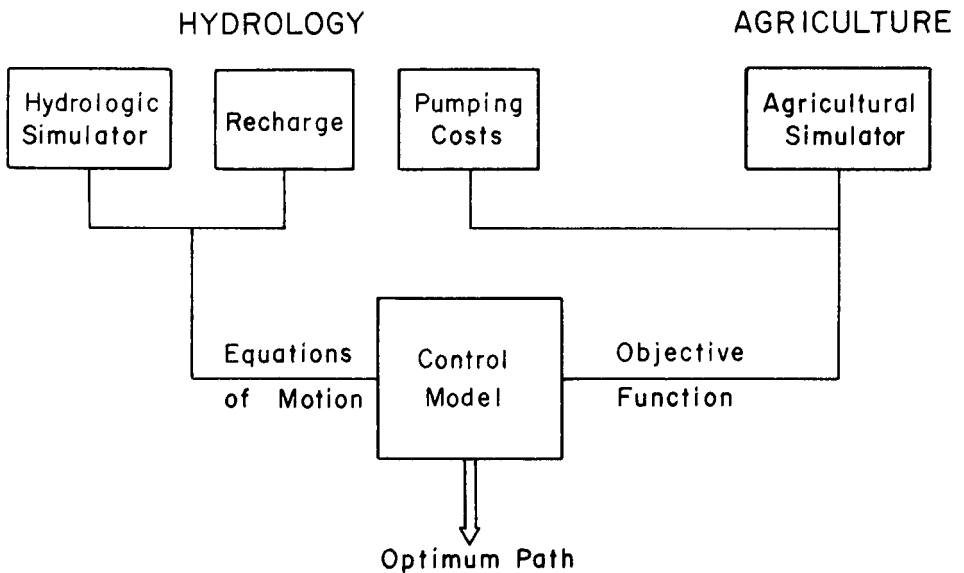 HYDROLOGY
AGRICULTURE
Hydrologic
Simulator
Recharge
Pumping
Costs
Agricultural
Simulator
Equations
of Motion
Control
Model
Objective
Function
Optimum Path